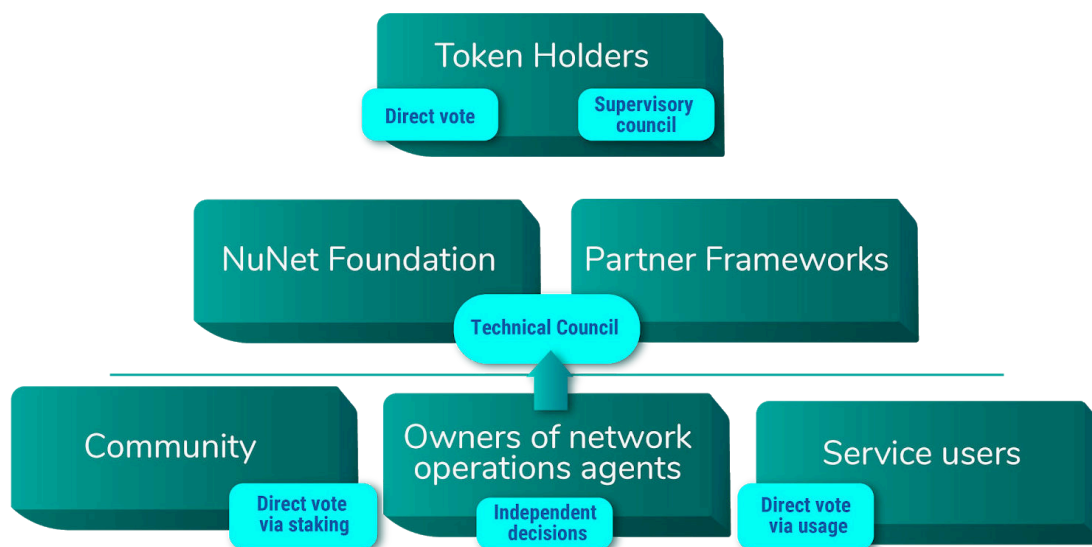 Token Holders
Direct vote
Supervisory
council
NuNet Foundation
Partner Frameworks
Technical Council
Community
Direct vote
via staking
Owners of network
operations agents
Independent
decisions
Service users
Direct vote
via usage